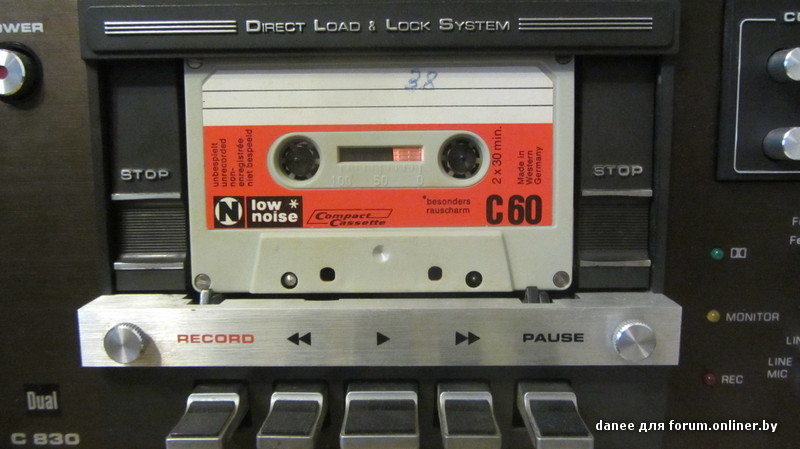 OWER
DIRECT LOAD & LOCK SYSTEM
38
unbespielt
unrecorded
non-
enregistrée
niet bespeeld
100 50 0
2 x 30 min.
Made in
Western
Germany
STOP
STOP
N low *
noise
Compact
Cassette
*besonders
rauscharm
C 60
RECORD
PAUSE
MONITOR
LINE
MIC
REC
Dual
C 830
danee для forum.onliner.by